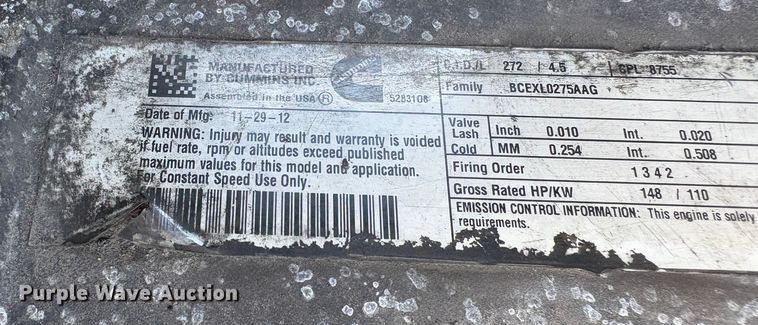 MANUFACTURED
BY CUMMINS INC.
Assembled in the USA R
5283108
Date of Mfg: 11-29-12
WARNING: Injury may result and warranty is voided
if fuel rate, rpm or altitudes exceed published
maximum values for this model and application.
For Constant Speed Use Only.
C.I.D./L 272 / 4.5 CPL 8755
Family BCEXL0275AAG
Valve
Lash Inch 0.010 Int. 0.020
Cold MM 0.254 Int. 0.508
Firing Order 1 3 4 2
Gross Rated HP/KW 148 / 110
EMISSION CONTROL INFORMATION: This engine is solely
requirements.
Purple Wave Auction